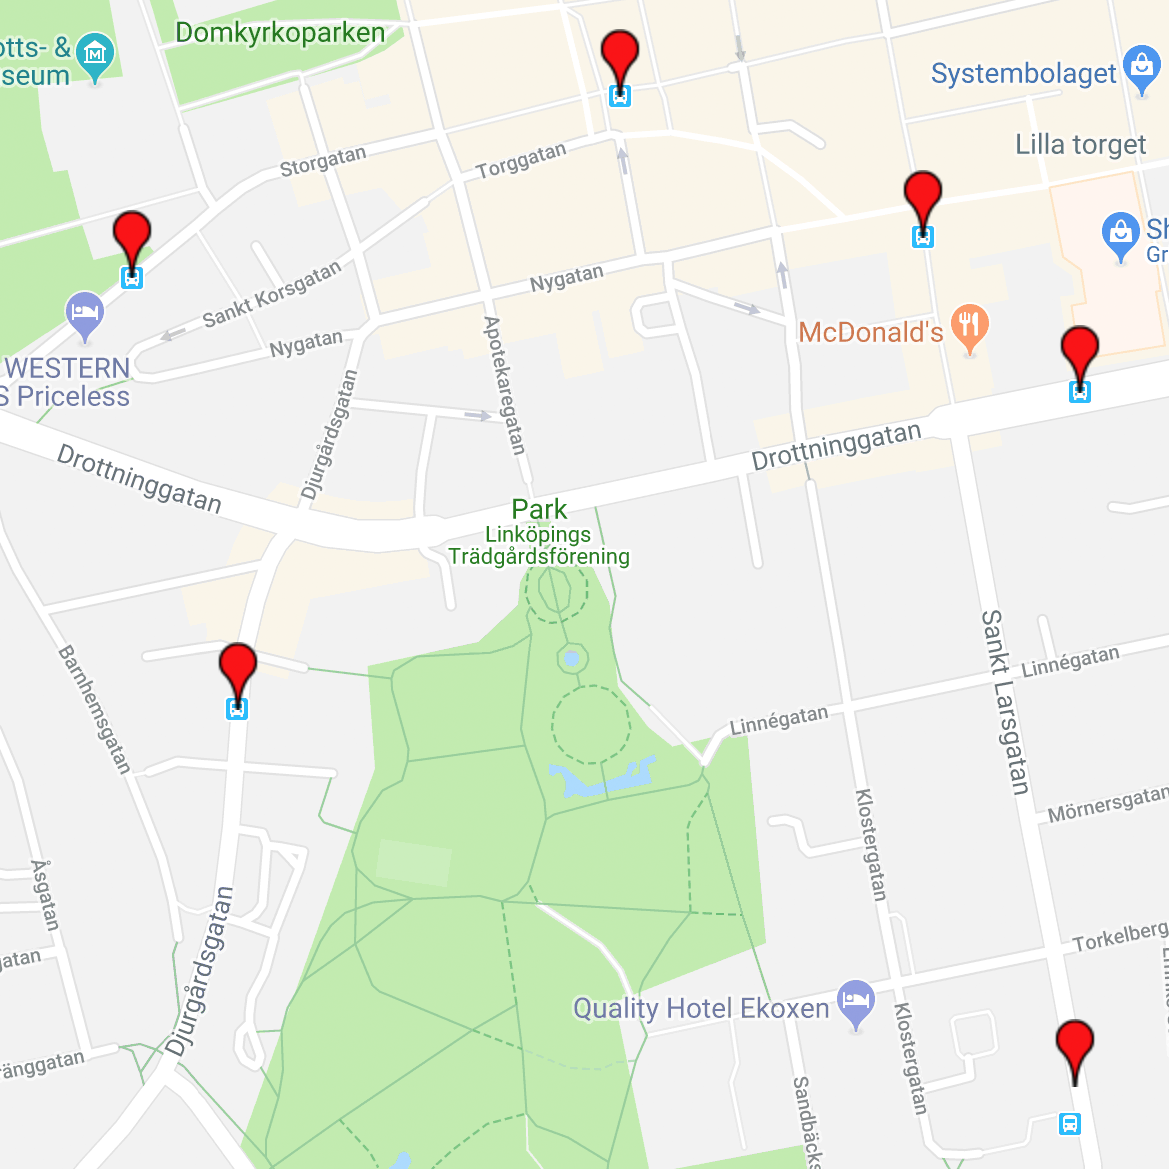 Domkyrkoparken
otts- &
useum
Systembolaget
Lilla torget
Storgatan
Torggatan
Sh
Gr
Sankt Korsgatan
Nygatan
Nygatan
McDonald's
WESTERN
S Priceless
Apotekaregatan
Djurgårdsgatan
Drottninggatan
Drottninggatan
Park
Linköpings
Trädgårdsförening
Barnhemsgatan
Sankt Larsgatan
Linnégatan
Linnégatan
Klostergatan
Mörnersgatan
Åsgatan
Djurgårdsgatan
gatan
Torkelberg
Quality Hotel Ekoxen
Klostergatan
ränggatan
Sandbäcks